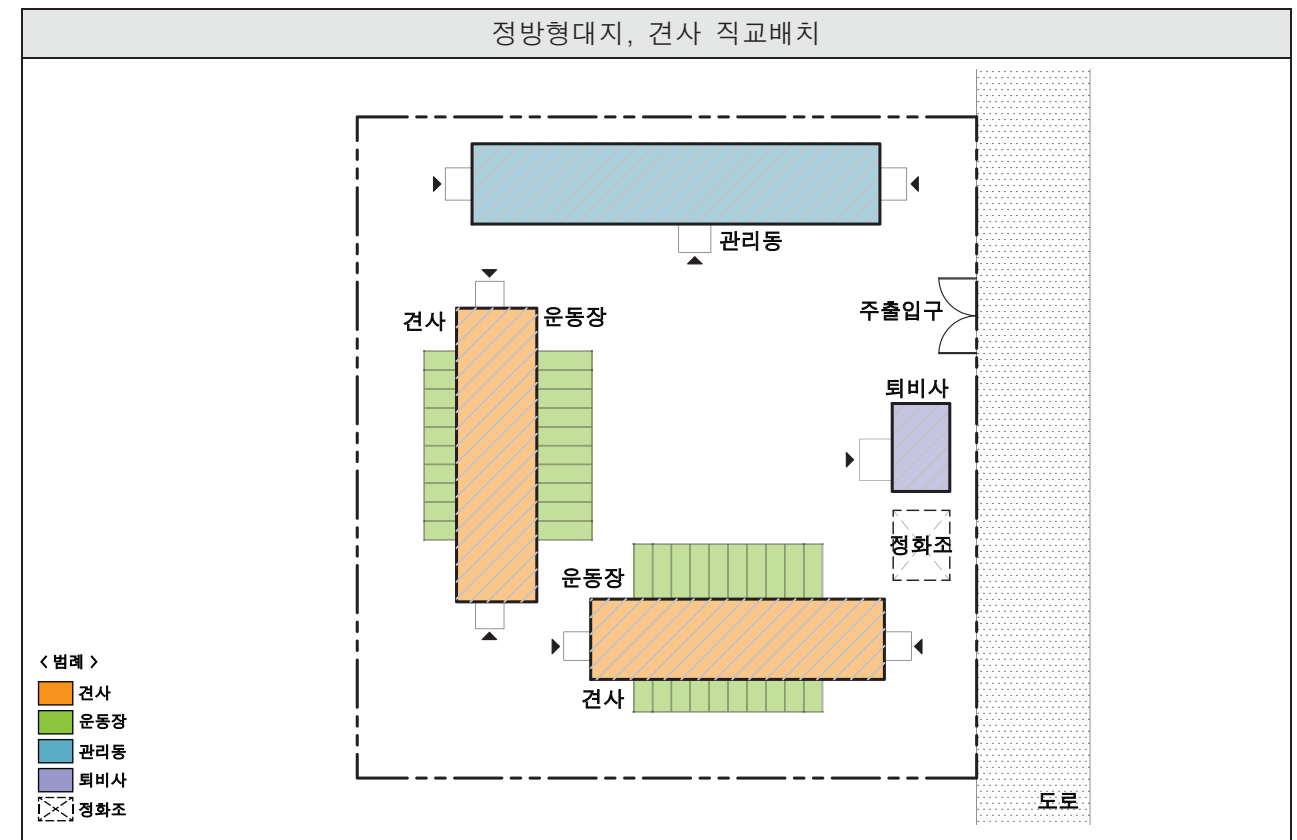 정방형대지, 견사 직교배치
관리동
견사
운동장
주출입구
퇴비사
정화조
운동장
견사
<범례>
견사
운동장
관리동
퇴비사
정화조
도로